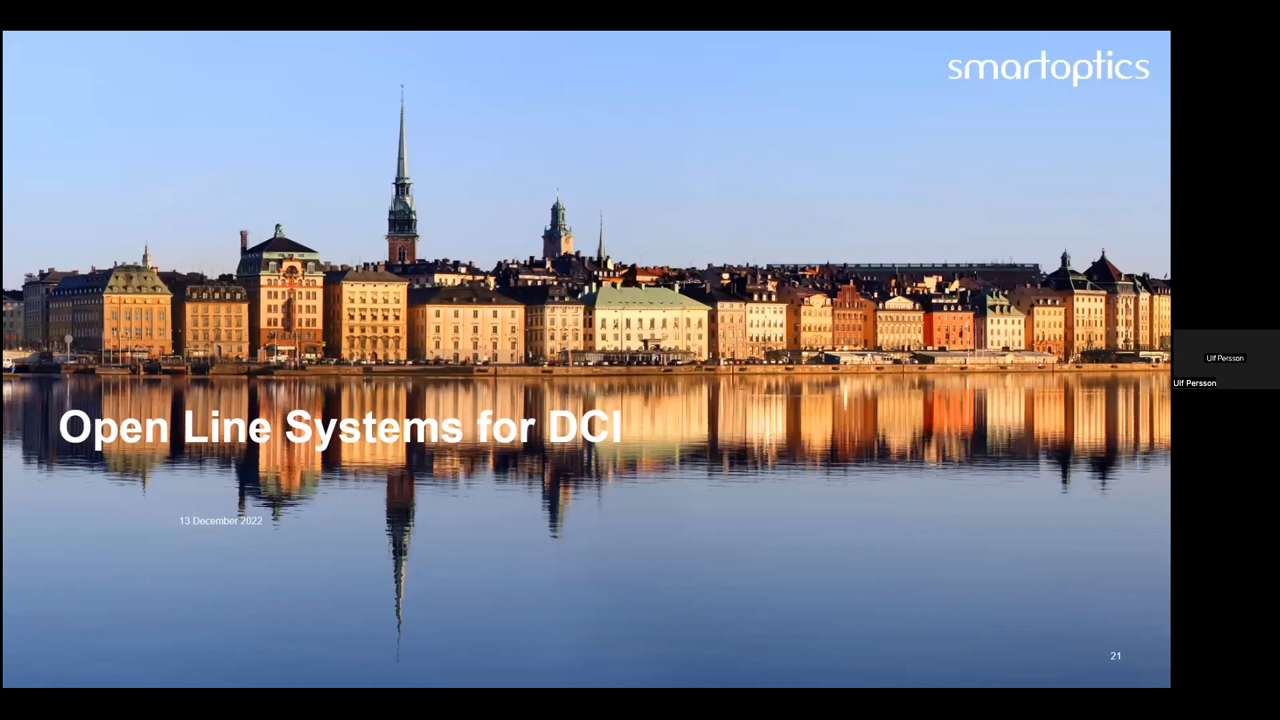 smartoptics
Open Line Systems for DCI
13 December 2022
21
Ulf Persson
Ulf Persson